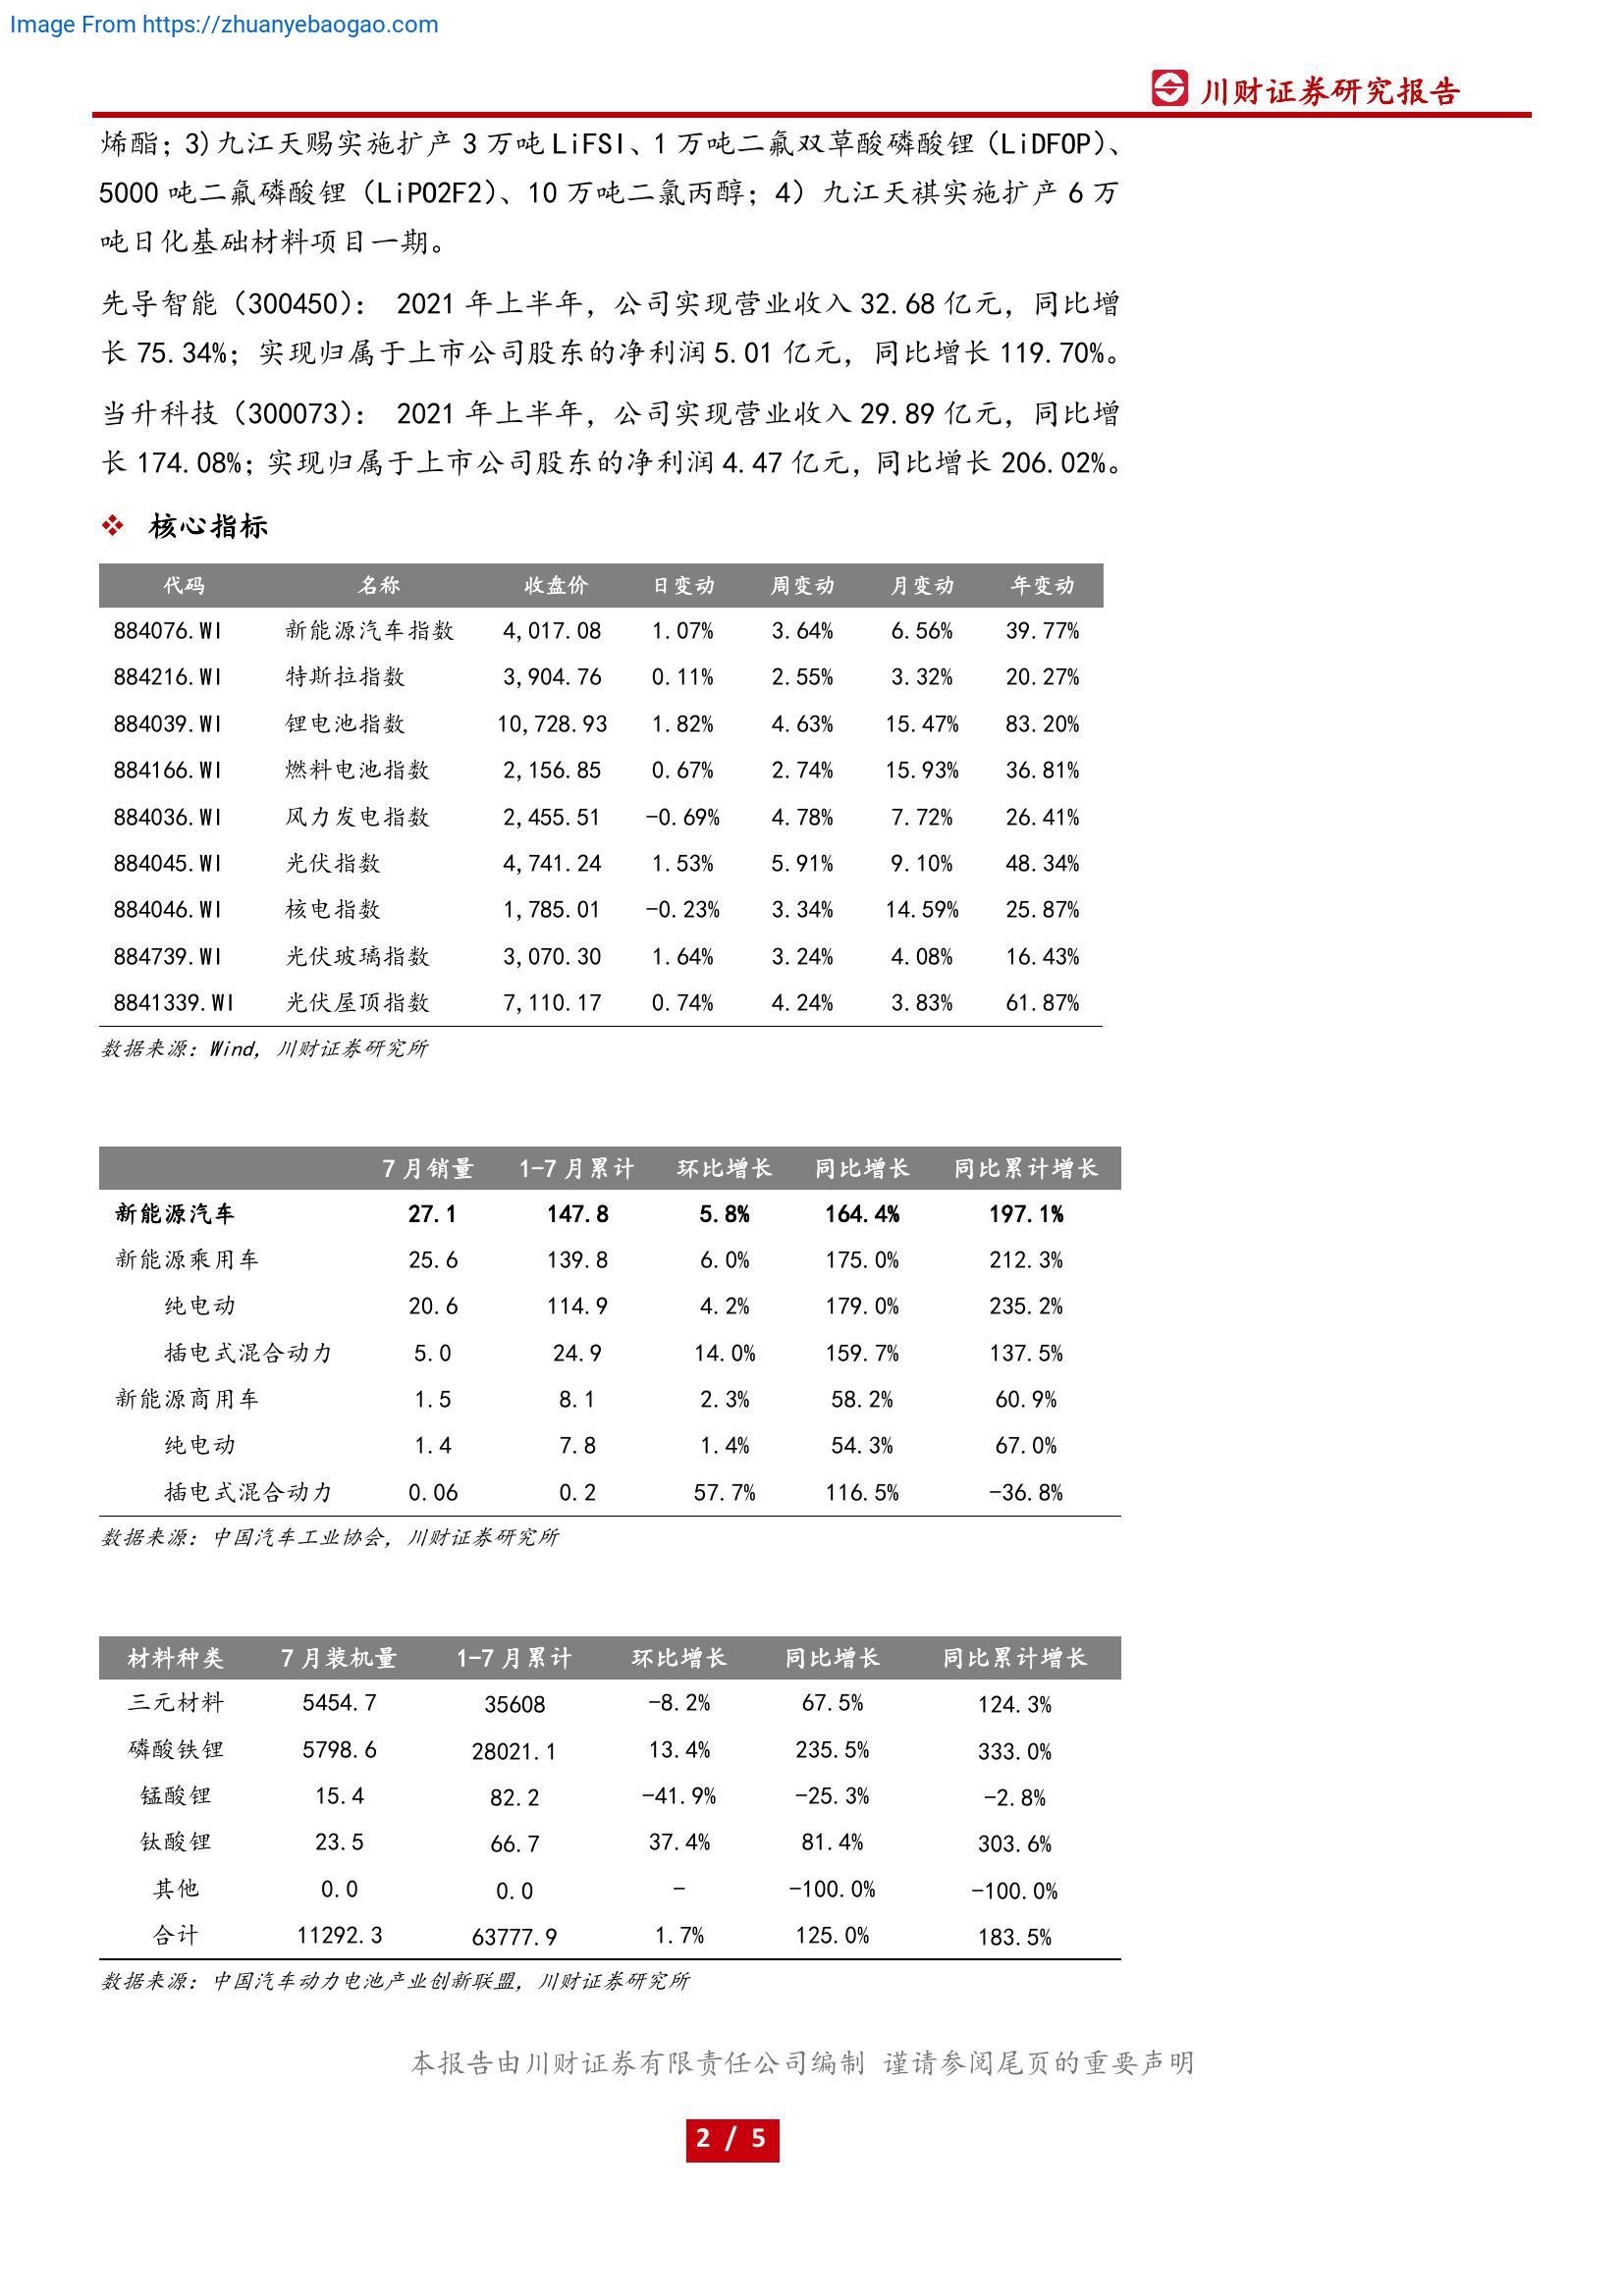 Image From https://zhuanyebaogao.com
川财证券研究报告
烯酯；3)九江天赐实施扩产 3 万吨 LiFSI、1 万吨二氟双草酸磷酸锂（LiDFOP）、
5000 吨二氟磷酸锂（LiPO2F2）、10 万吨二氯丙醇；4）九江天祺实施扩产 6 万
吨日化基础材料项目一期。
先导智能（300450）： 2021 年上半年，公司实现营业收入 32.68 亿元，同比增
长 75.34%；实现归属于上市公司股东的净利润 5.01 亿元，同比增长 119.70%。
当升科技（300073）： 2021 年上半年，公司实现营业收入 29.89 亿元，同比增
长 174.08%；实现归属于上市公司股东的净利润 4.47 亿元，同比增长 206.02%。
❖ 核心指标
代码 名称 收盘价 日变动 周变动 月变动 年变动
884076.WI 新能源汽车指数 4,017.08 1.07% 3.64% 6.56% 39.77%
884216.WI 特斯拉指数 3,904.76 0.11% 2.55% 3.32% 20.27%
884039.WI 锂电池指数 10,728.93 1.82% 4.63% 15.47% 83.20%
884166.WI 燃料电池指数 2,156.85 0.67% 2.74% 15.93% 36.81%
884036.WI 风力发电指数 2,455.51 -0.69% 4.78% 7.72% 26.41%
884045.WI 光伏指数 4,741.24 1.53% 5.91% 9.10% 48.34%
884046.WI 核电指数 1,785.01 -0.23% 3.34% 14.59% 25.87%
884739.WI 光伏玻璃指数 3,070.30 1.64% 3.24% 4.08% 16.43%
8841339.WI 光伏屋顶指数 7,110.17 0.74% 4.24% 3.83% 61.87%
数据来源：Wind，川财证券研究所
7 月销量 1-7 月累计 环比增长 同比增长 同比累计增长
新能源汽车 27.1 147.8 5.8% 164.4% 197.1%
新能源乘用车 25.6 139.8 6.0% 175.0% 212.3%
纯电动 20.6 114.9 4.2% 179.0% 235.2%
插电式混合动力 5.0 24.9 14.0% 159.7% 137.5%
新能源商用车 1.5 8.1 2.3% 58.2% 60.9%
纯电动 1.4 7.8 1.4% 54.3% 67.0%
插电式混合动力 0.06 0.2 57.7% 116.5% -36.8%
数据来源：中国汽车工业协会，川财证券研究所
材料种类 7 月装机量 1-7 月累计 环比增长 同比增长 同比累计增长
三元材料 5454.7 35608 -8.2% 67.5% 124.3%
磷酸铁锂 5798.6 28021.1 13.4% 235.5% 333.0%
锰酸锂 15.4 82.2 -41.9% -25.3% -2.8%
钛酸锂 23.5 66.7 37.4% 81.4% 303.6%
其他 0.0 0.0 - -100.0% -100.0%
合计 11292.3 63777.9 1.7% 125.0% 183.5%
数据来源：中国汽车动力电池产业创新联盟，川财证券研究所
本报告由川财证券有限责任公司编制 谨请参阅尾页的重要声明
2 / 5